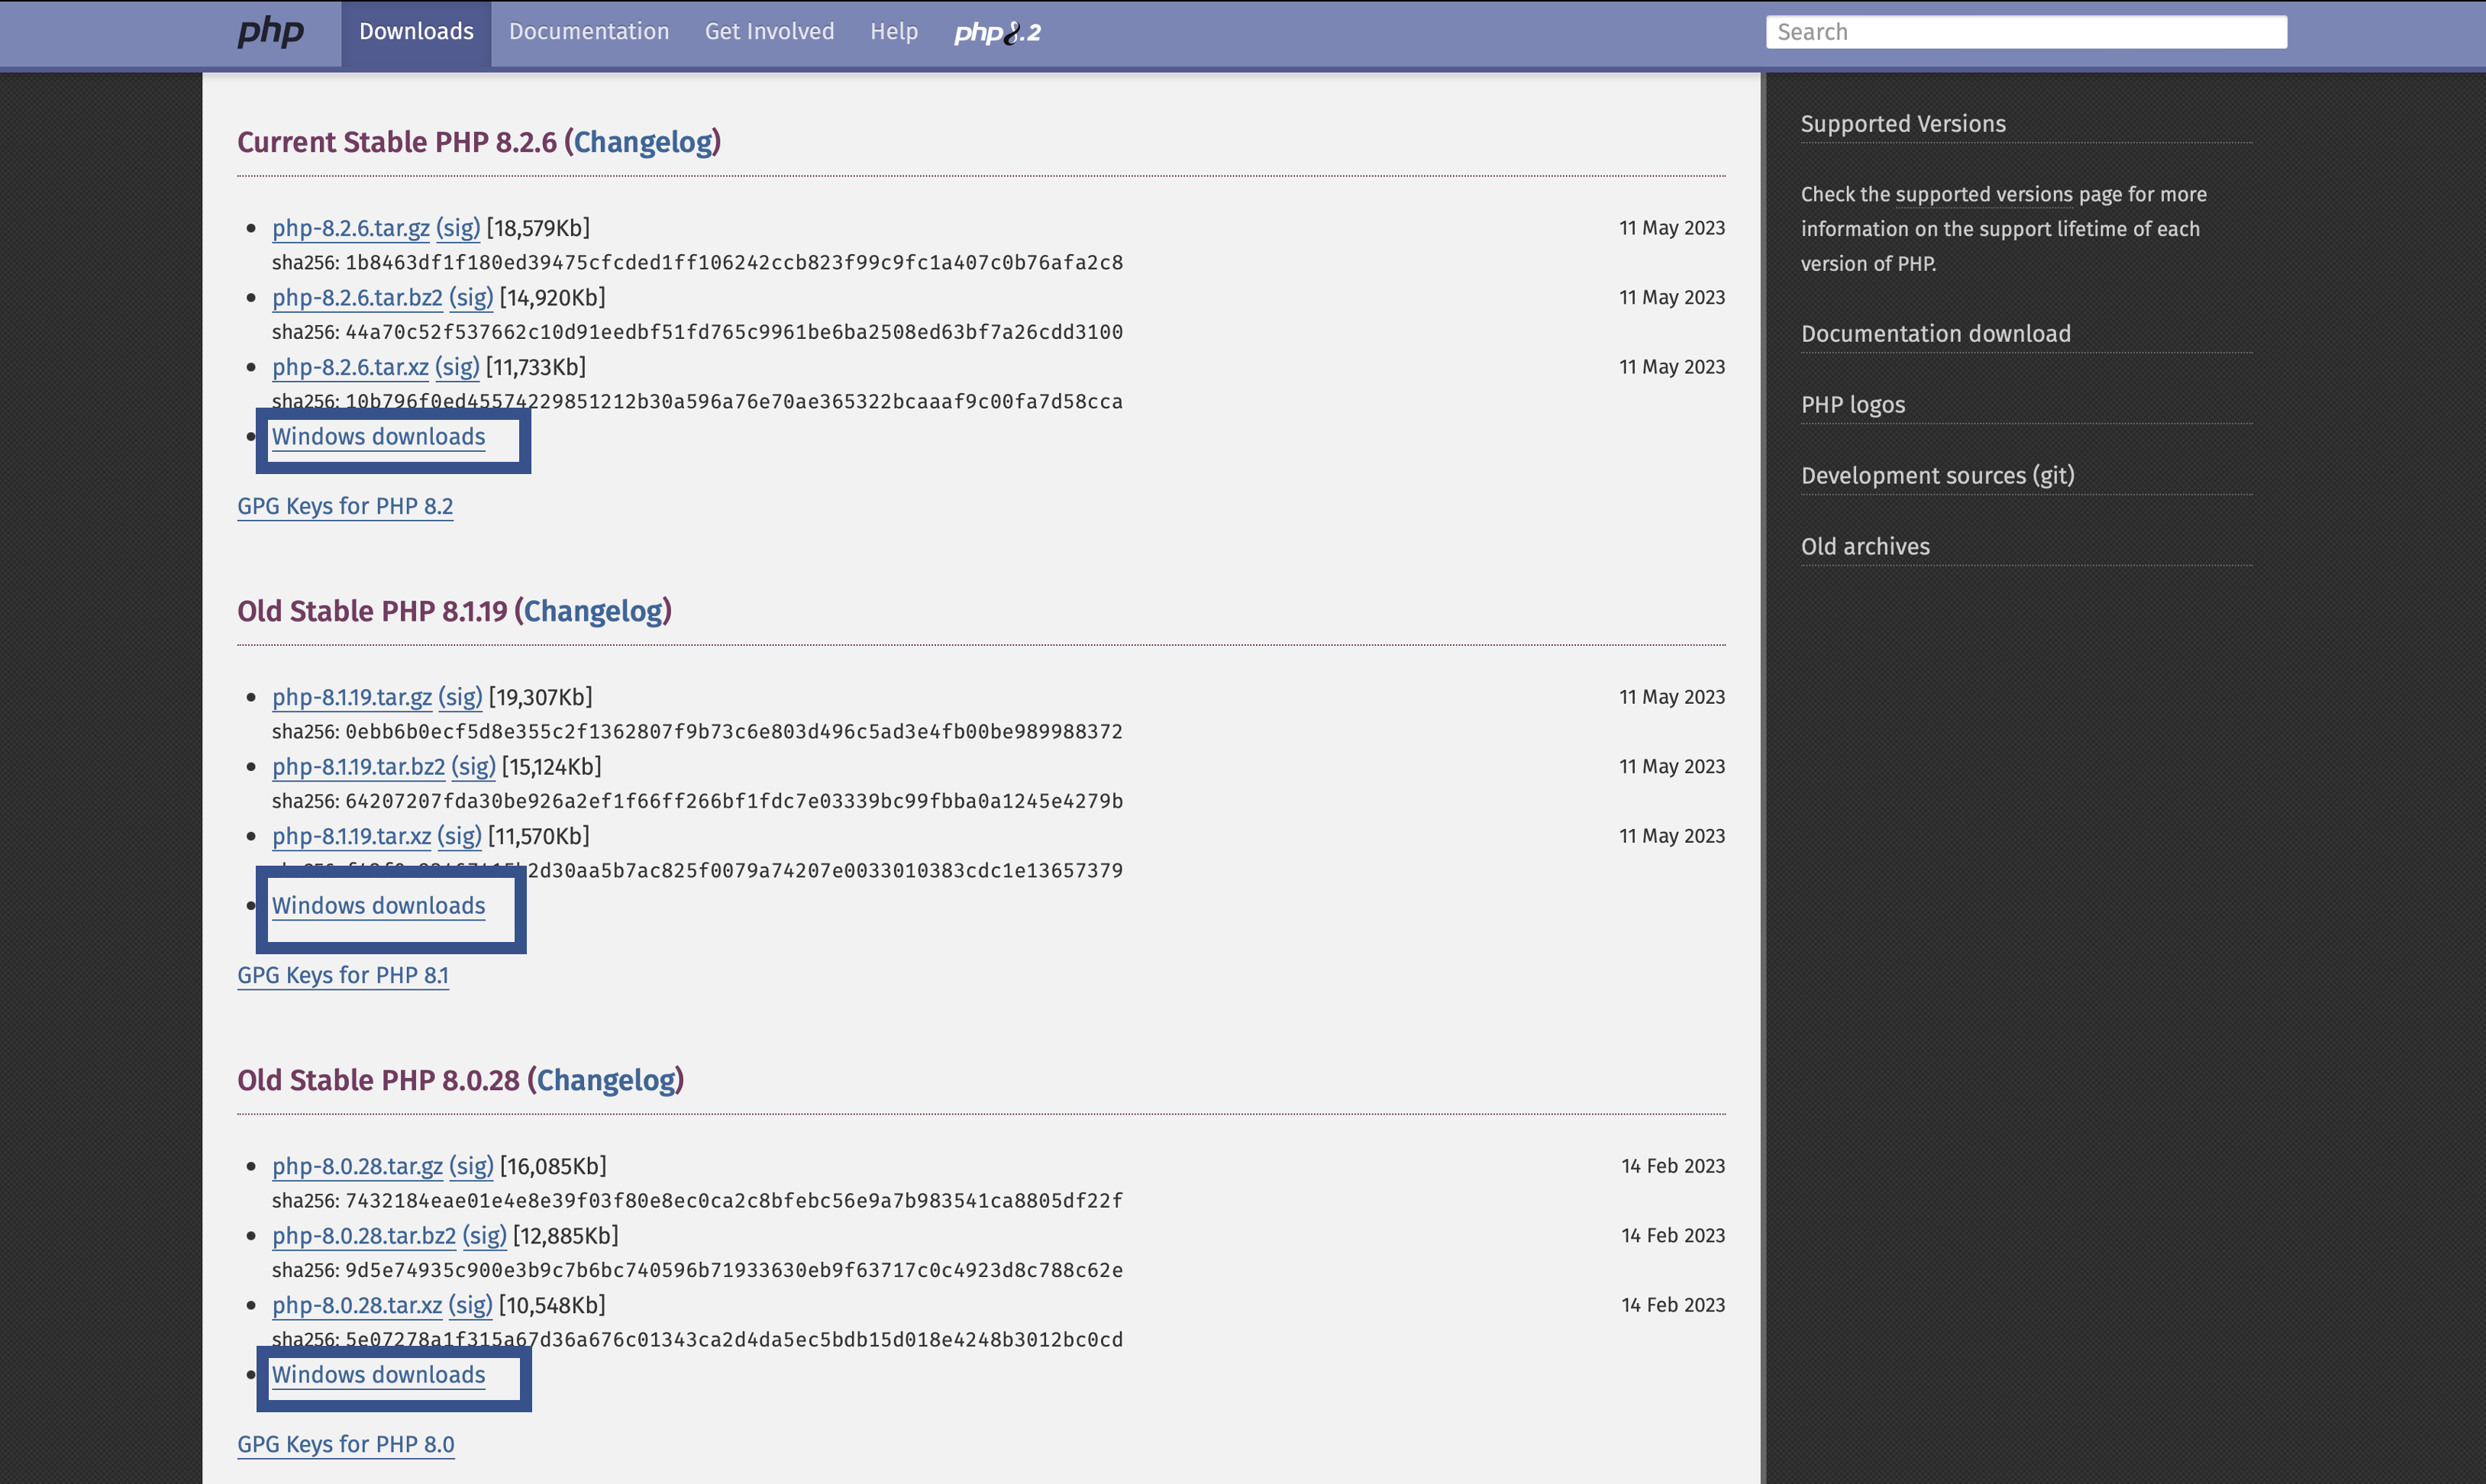 php Downloads Documentation Get Involved Help php8.2 Search
Current Stable PHP 8.2.6 (Changelog)
php-8.2.6.tar.gz (sig) [18,579Kb] 11 May 2023
sha256: 1b8463df1f180ed39475cfcded1ff106242ccb823f99c9fc1a407c0b76afa2c8
php-8.2.6.tar.bz2 (sig) [14,920Kb] 11 May 2023
sha256: 44a70c52f537662c10d91eedbf51fd765c9961be6ba2508ed63bf7a26cdd3100
php-8.2.6.tar.xz (sig) [11,733Kb] 11 May 2023
sha256: 10b796f0ed45574229851212b30a596a76e70ae365322bcaaaf9c00fa7d58cca
Windows downloads
GPG Keys for PHP 8.2
Old Stable PHP 8.1.19 (Changelog)
php-8.1.19.tar.gz (sig) [19,307Kb] 11 May 2023
sha256: 0ebb6b0ecf5d8e355c2f1362807f9b73c6e803d496c5ad3e4fb00be989988372
php-8.1.19.tar.bz2 (sig) [15,124Kb] 11 May 2023
sha256: 64207207fda30be926a2ef1f66ff266bf1fdc7e03339bc99fbba0a1245e4279b
php-8.1.19.tar.xz (sig) [11,570Kb] 11 May 2023
2d30aa5b7ac825f0079a74207e0033010383cdc1e13657379
Windows downloads
GPG Keys for PHP 8.1
Old Stable PHP 8.0.28 (Changelog)
php-8.0.28.tar.gz (sig) [16,085Kb] 14 Feb 2023
sha256: 7432184eae01e4e8e39f03f80e8ec0ca2c8bfebc56e9a7b983541ca8805df22f
php-8.0.28.tar.bz2 (sig) [12,885Kb] 14 Feb 2023
sha256: 9d5e74935c900e3b9c7b6bc740596b71933630eb9f63717c0c4923d8c788c62e
php-8.0.28.tar.xz (sig) [10,548Kb] 14 Feb 2023
sha256: 5e07278a1f315a67d36a676c01343ca2d4da5ec5bdb15d018e4248b3012bc0cd
Windows downloads
GPG Keys for PHP 8.0
Supported Versions
Check the supported versions page for more
information on the support lifetime of each
version of PHP.
Documentation download
PHP logos
Development sources (git)
Old archives